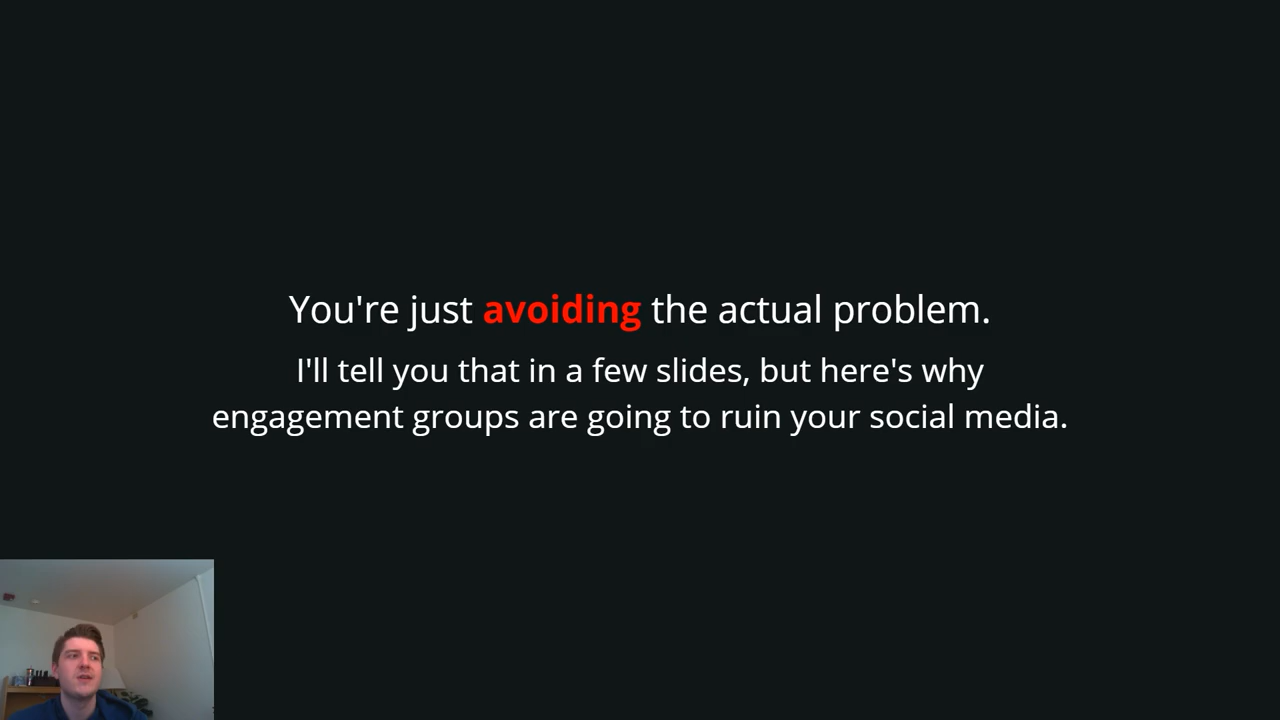 You're just avoiding the actual problem.
I'll tell you that in a few slides, but here's why
engagement groups are going to ruin your social media.